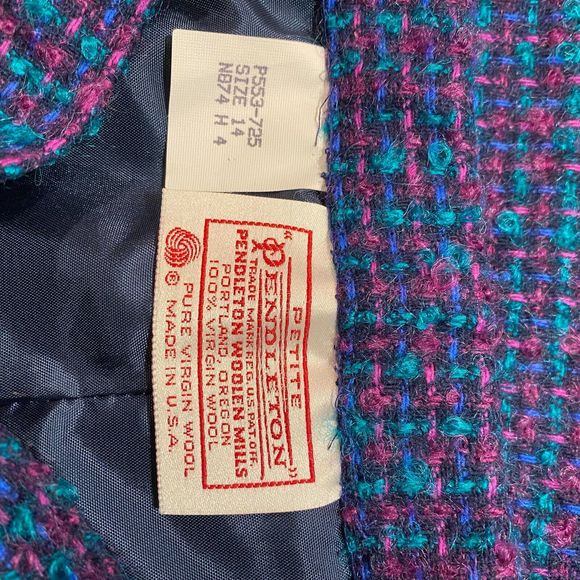 P553-725
SIZE 14
N874 H 4
PETITE
"PENDLETON"
TRADE MARK REG. U.S. PAT. OFF.
PENDLETON WOOLEN MILLS
PORTLAND, OREGON
100% VIRGIN WOOL
PURE VIRGIN WOOL
® MADE IN U.S.A.